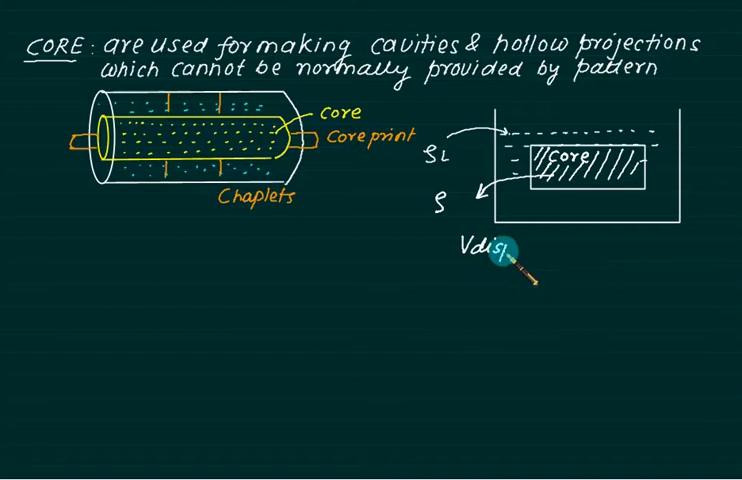 CORE: are used for making cavities & hollow projections
which cannot be normally provided by pattern
core
Core print
Chaplets
ρL
core
ρ
Vdisp